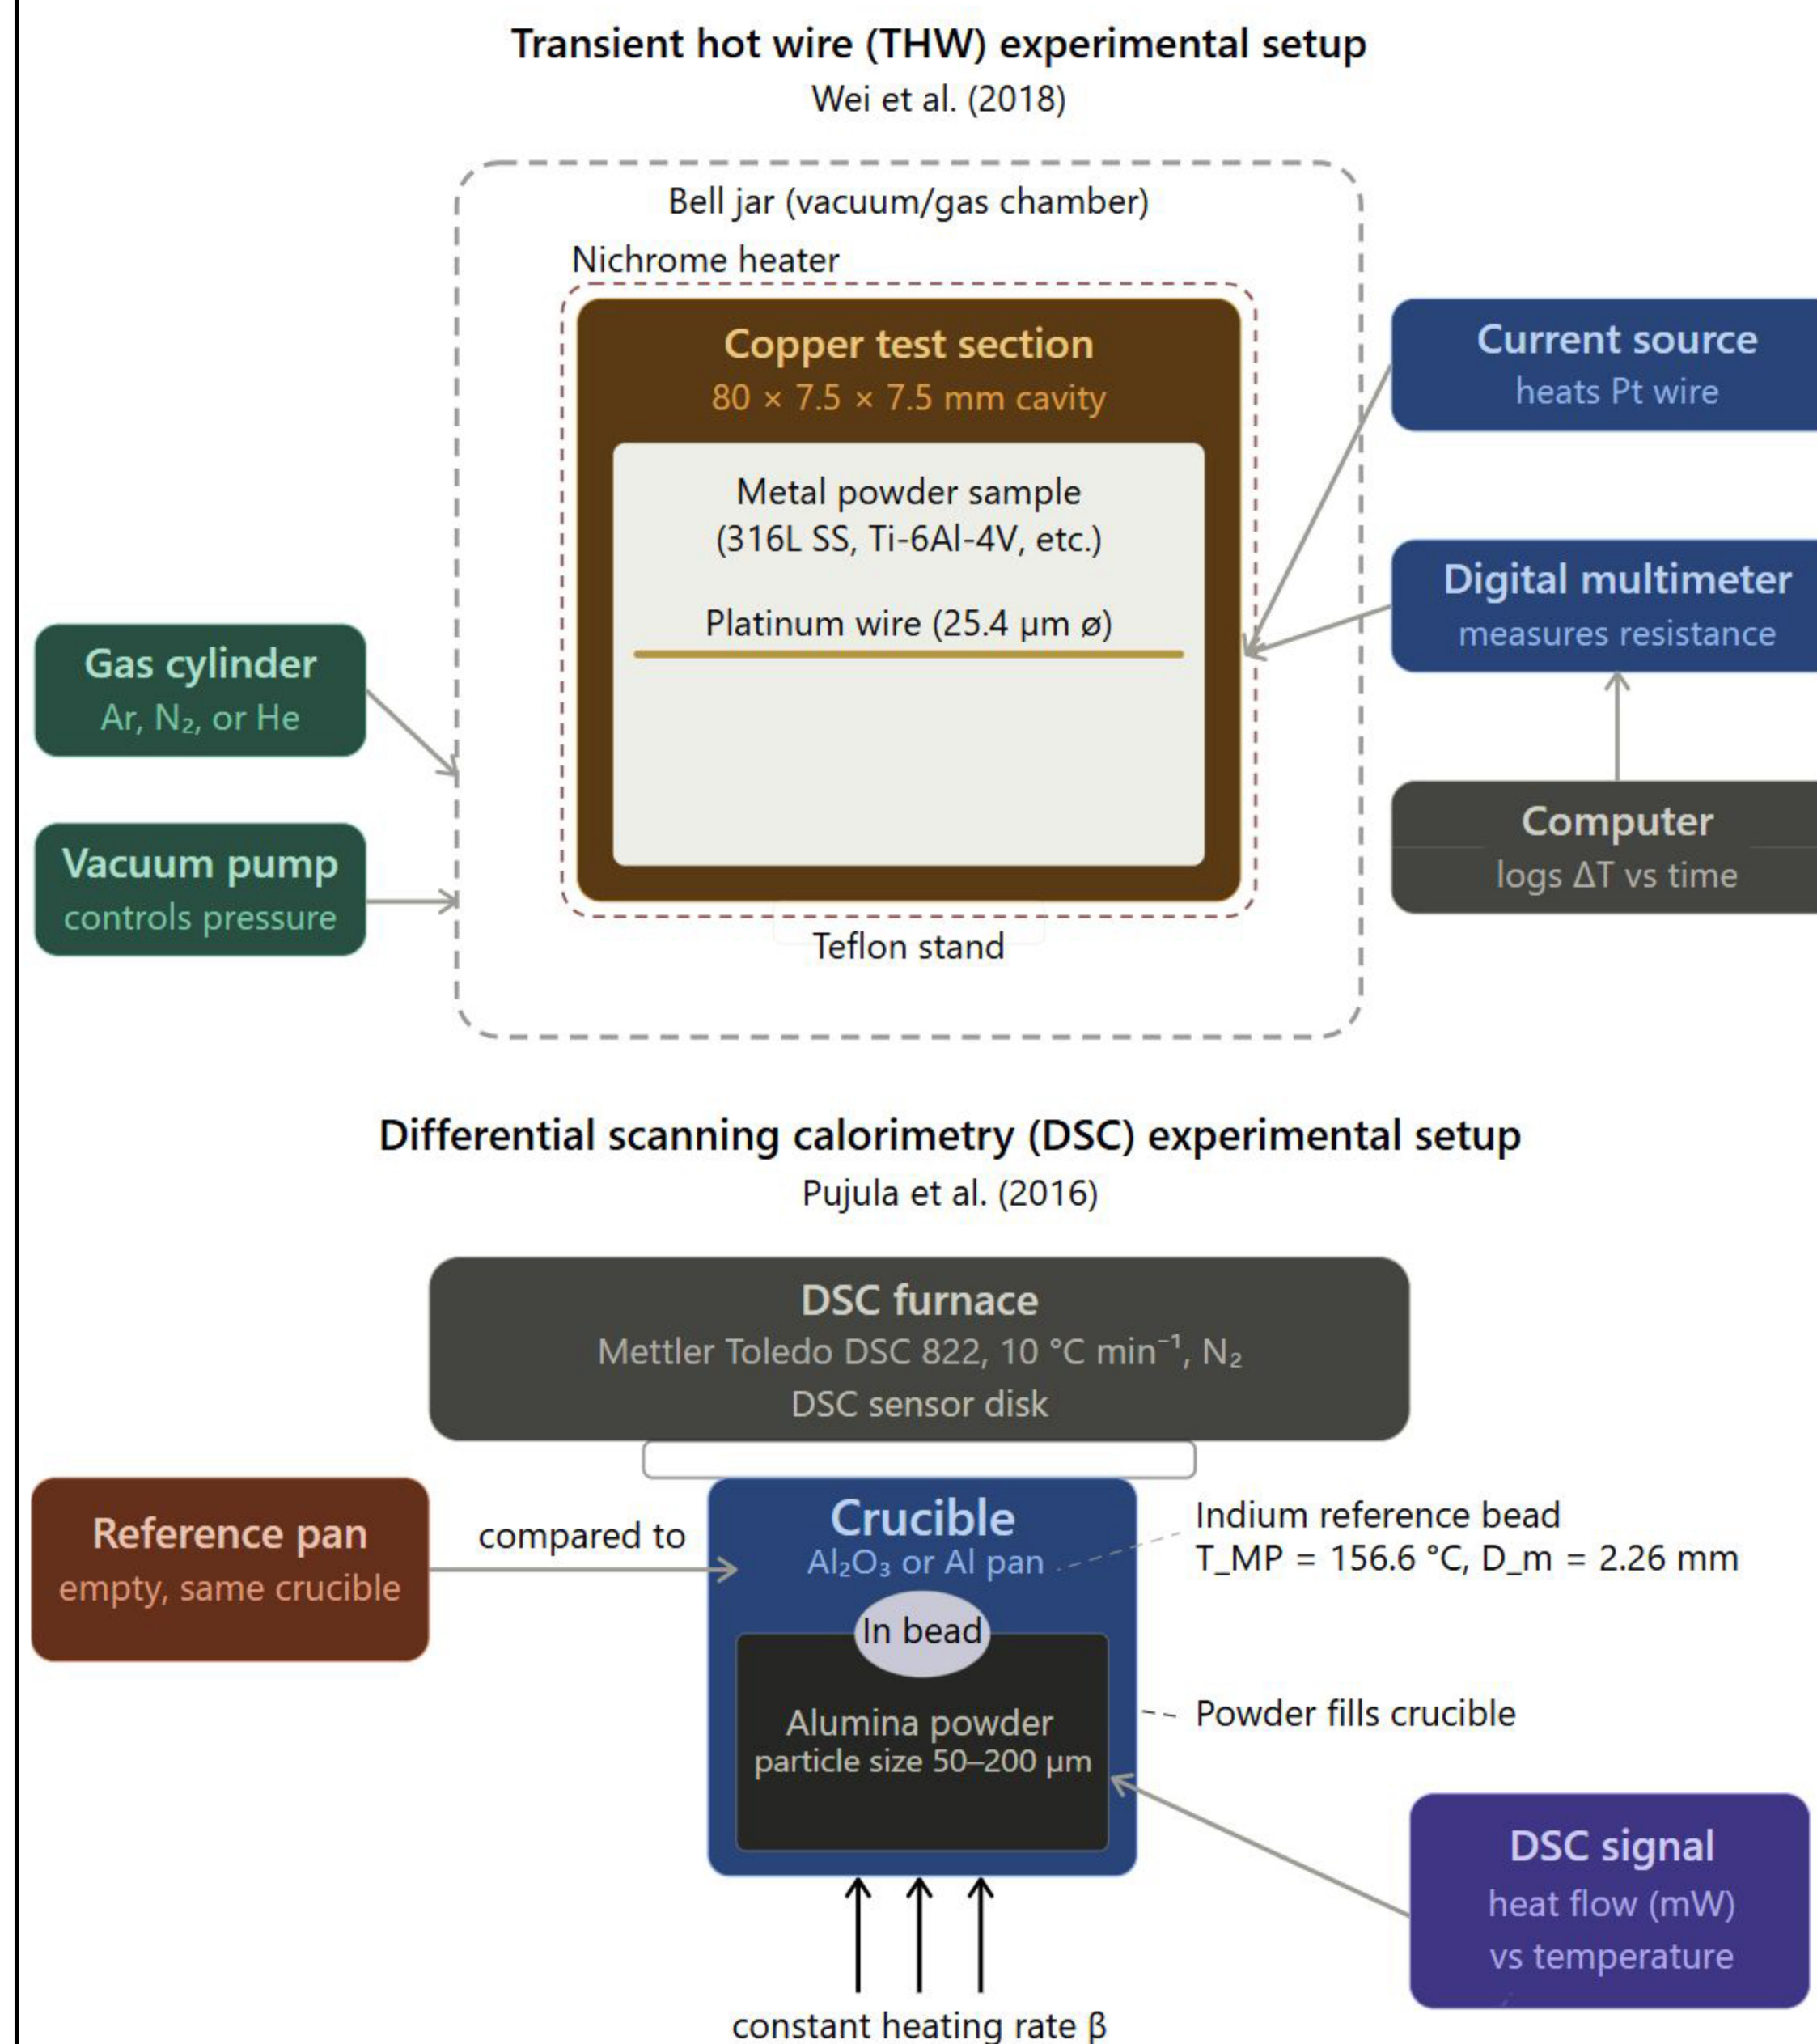 Transient hot wire (THW) experimental setup
Wei et al. (2018)
Bell jar (vacuum/gas chamber)
Nichrome heater
Copper test section
80 × 7.5 × 7.5 mm cavity
Metal powder sample
(316L SS, Ti-6Al-4V, etc.)
Platinum wire (25.4 μm ø)
Teflon stand
Gas cylinder
Ar, N₂, or He
Vacuum pump
controls pressure
Current source
heats Pt wire
Digital multimeter
measures resistance
Computer
logs ΔT vs time
Differential scanning calorimetry (DSC) experimental setup
Pujula et al. (2016)
DSC furnace
Mettler Toledo DSC 822, 10 °C min⁻¹, N₂
DSC sensor disk
Reference pan
empty, same crucible
compared to
Crucible
Al₂O₃ or Al pan
In bead
Alumina powder
particle size 50–200 μm
Indium reference bead
T_MP = 156.6 °C, D_m = 2.26 mm
Powder fills crucible
DSC signal
heat flow (mW)
vs temperature
constant heating rate β